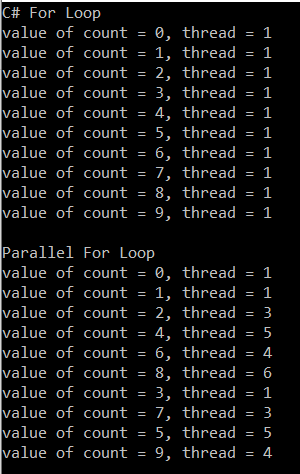 C# For Loop
value of count = 0, thread = 1
value of count = 1, thread = 1
value of count = 2, thread = 1
value of count = 3, thread = 1
value of count = 4, thread = 1
value of count = 5, thread = 1
value of count = 6, thread = 1
value of count = 7, thread = 1
value of count = 8, thread = 1
value of count = 9, thread = 1
Parallel For Loop
value of count = 0, thread = 1
value of count = 1, thread = 1
value of count = 2, thread = 3
value of count = 4, thread = 5
value of count = 6, thread = 4
value of count = 8, thread = 6
value of count = 3, thread = 1
value of count = 7, thread = 3
value of count = 5, thread = 5
value of count = 9, thread = 4